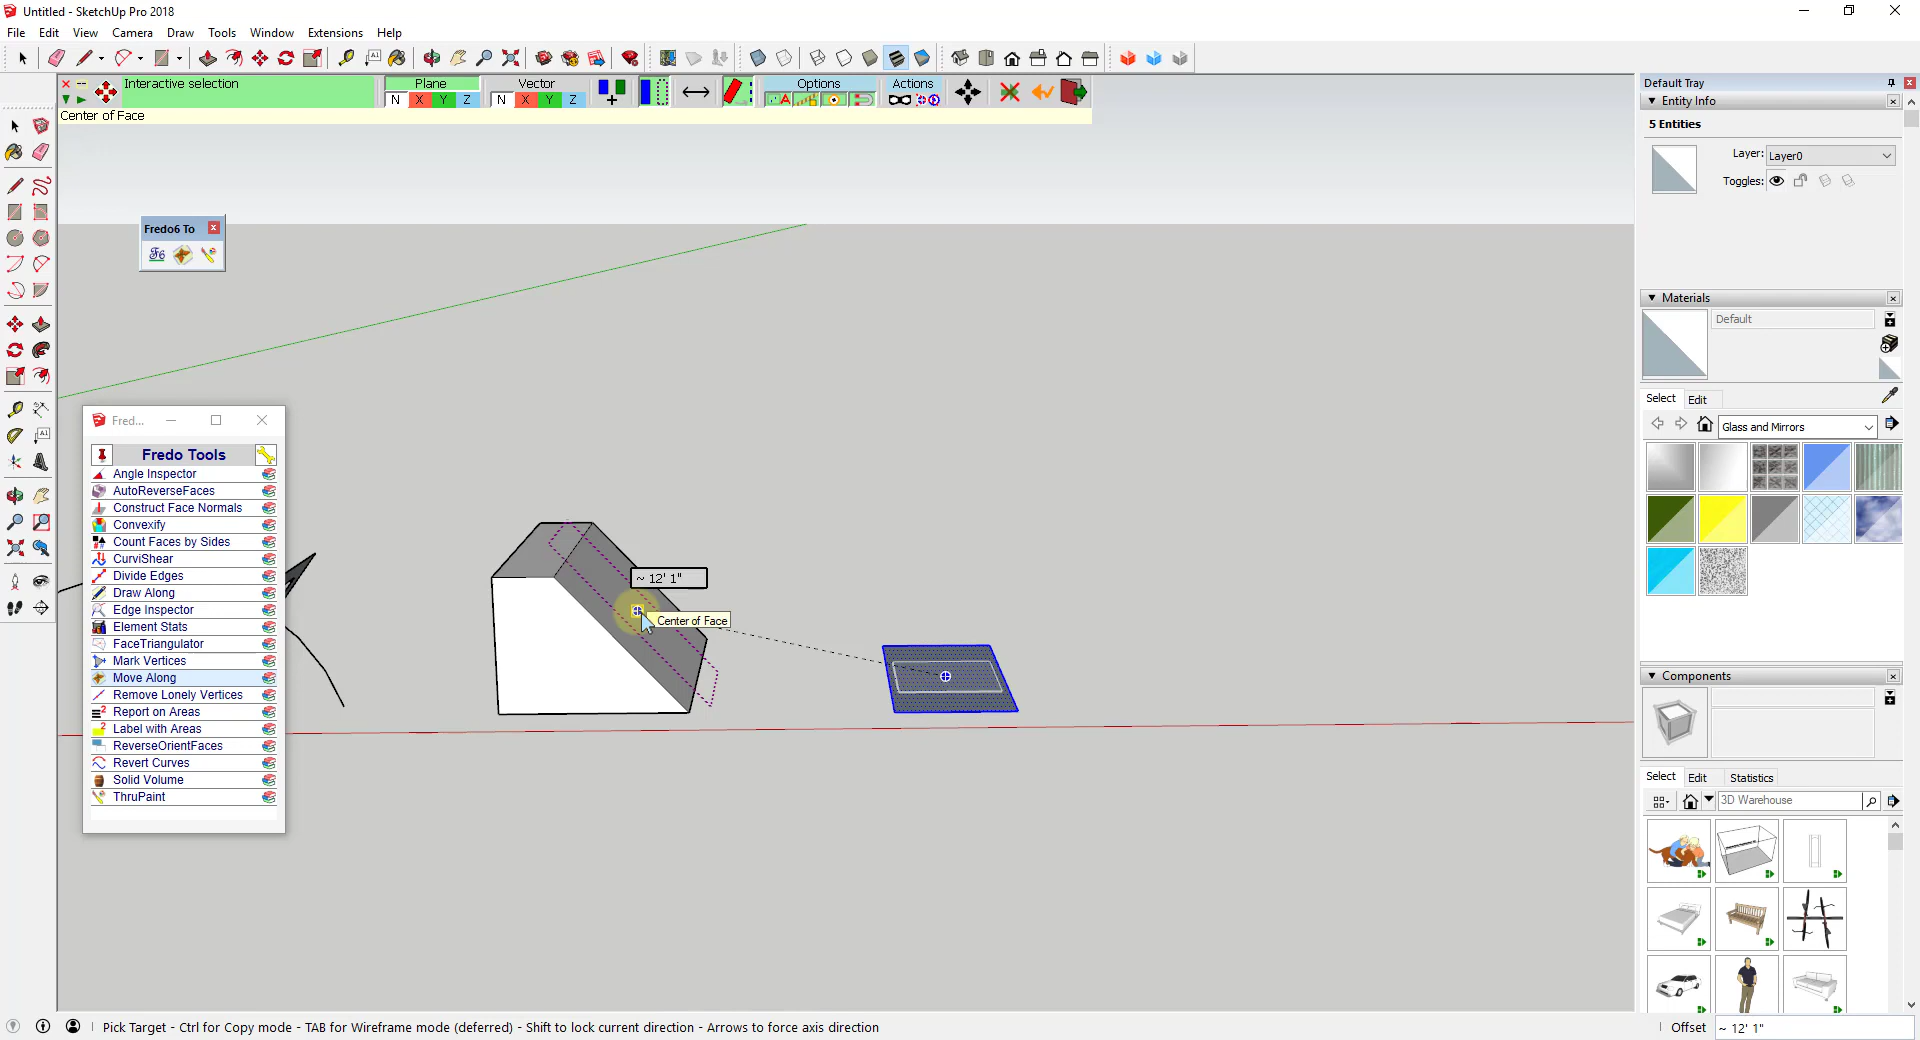 Untitled - SketchUp Pro 2018
File Edit View Camera Draw Tools Window Extensions Help
Interactive selection
Plane
N X Y Z
Vector
N X Y Z
Options
Actions
Center of Face
Fredo6 To
Fred...
Fredo Tools
Angle Inspector
AutoReverseFaces
Construct Face Normals
Convexify
Count Faces by Sides
CurviShear
Divide Edges
Draw Along
Edge Inspector
Element Stats
FaceTriangulator
Mark Vertices
Move Along
Remove Lonely Vertices
Report on Areas
Label with Areas
ReverseOrientFaces
Revert Curves
Solid Volume
ThruPaint
~ 12' 1"
Center of Face
Default Tray
Entity Info
5 Entities
Layer: Layer0
Toggles:
Materials
Default
Select Edit
Glass and Mirrors
Components
Select Edit Statistics
3D Warehouse
Pick Target - Ctrl for Copy mode - TAB for Wireframe mode (deferred) - Shift to lock current direction - Arrows to force axis direction
Offset ~ 12' 1"